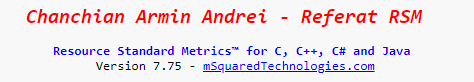 Chanchian Armin Andrei - Referat RSM
Resource Standard Metrics™ for C, C++, C# and Java
Version 7.75 - mSquaredTechnologies.com